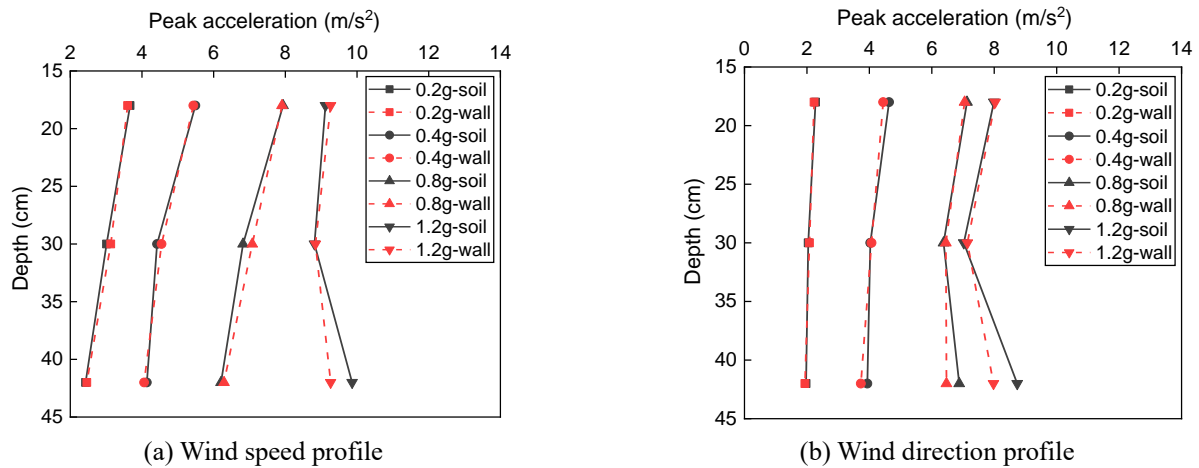 Peak acceleration (m/s²)
2 4 6 8 10 12 14
15
20
25
30
35
40
45
Depth (cm)
0.2g-soil
0.2g-wall
0.4g-soil
0.4g-wall
0.8g-soil
0.8g-wall
1.2g-soil
1.2g-wall
(a) Wind speed profile
Peak acceleration (m/s²)
0 2 4 6 8 10 12 14
15
20
25
30
35
40
45
Depth (cm)
0.2g-soil
0.2g-wall
0.4g-soil
0.4g-wall
0.8g-soil
0.8g-wall
1.2g-soil
1.2g-wall
(b) Wind direction profile